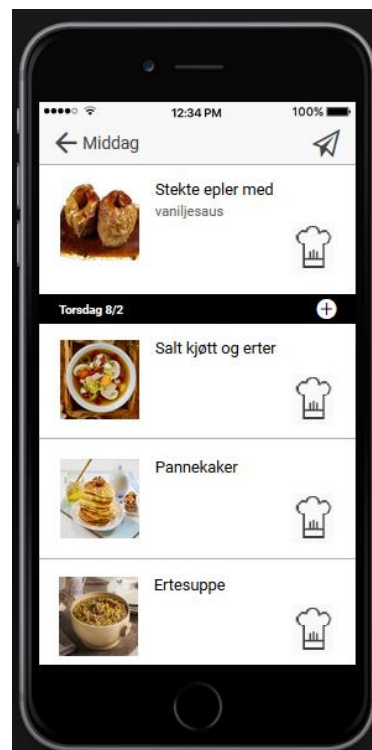 12:34 PM
100%
Middag
Stekte epler med
vaniljesaus
Torsdag 8/2
Salt kjøtt og erter
Pannekaker
Ertesuppe